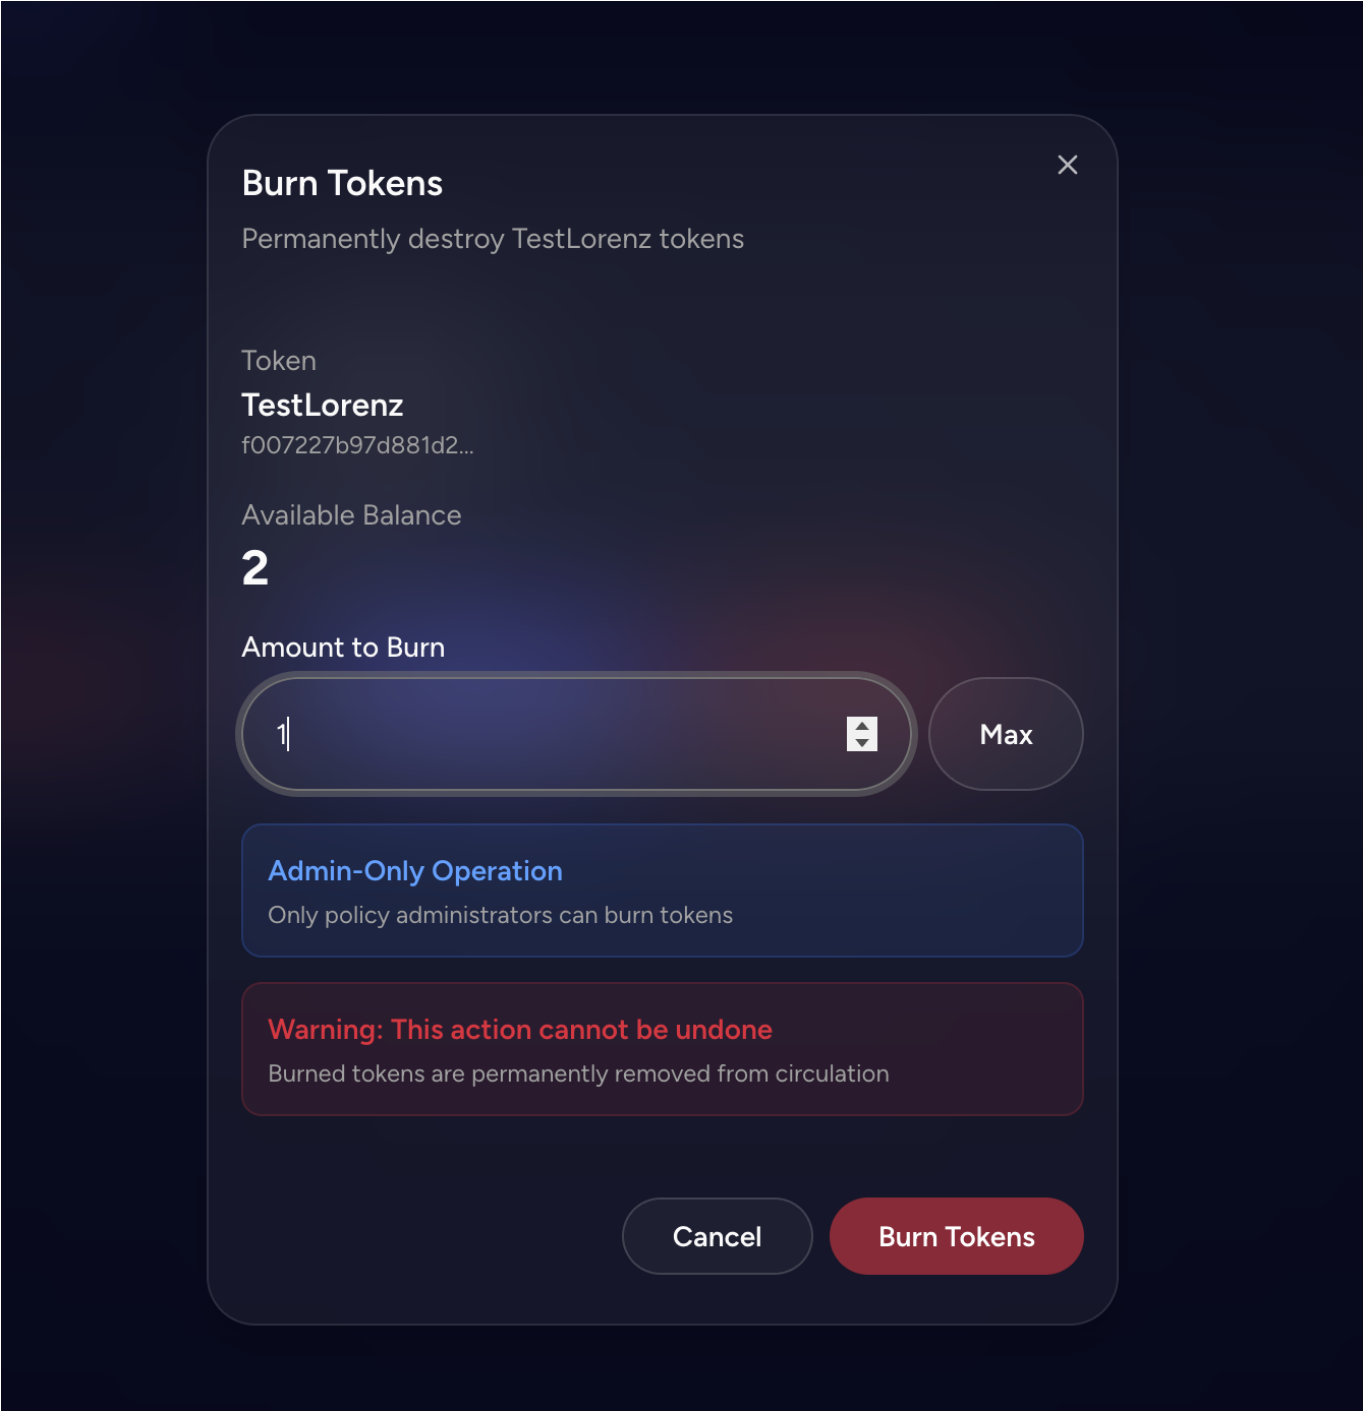 Burn Tokens
Permanently destroy TestLorenz tokens
Token
TestLorenz
f007227b97d881d2...
Available Balance
2
Amount to Burn
1
Max
Admin-Only Operation
Only policy administrators can burn tokens
Warning: This action cannot be undone
Burned tokens are permanently removed from circulation
Cancel
Burn Tokens